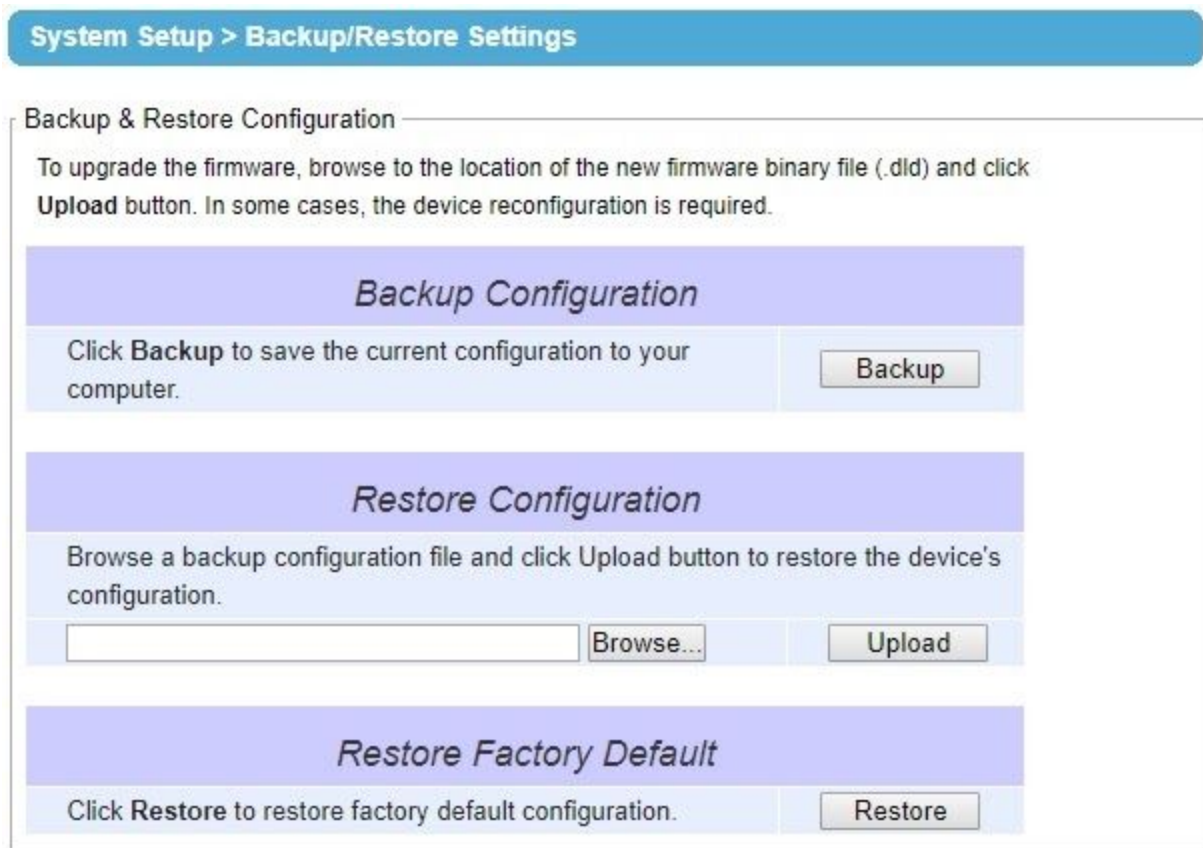 System Setup > Backup/Restore Settings
Backup & Restore Configuration
To upgrade the firmware, browse to the location of the new firmware binary file (.dld) and click
Upload button. In some cases, the device reconfiguration is required.
Backup Configuration
Click Backup to save the current configuration to your
computer.
Backup
Restore Configuration
Browse a backup configuration file and click Upload button to restore the device's
configuration.
Browse... Upload
Restore Factory Default
Click Restore to restore factory default configuration. Restore